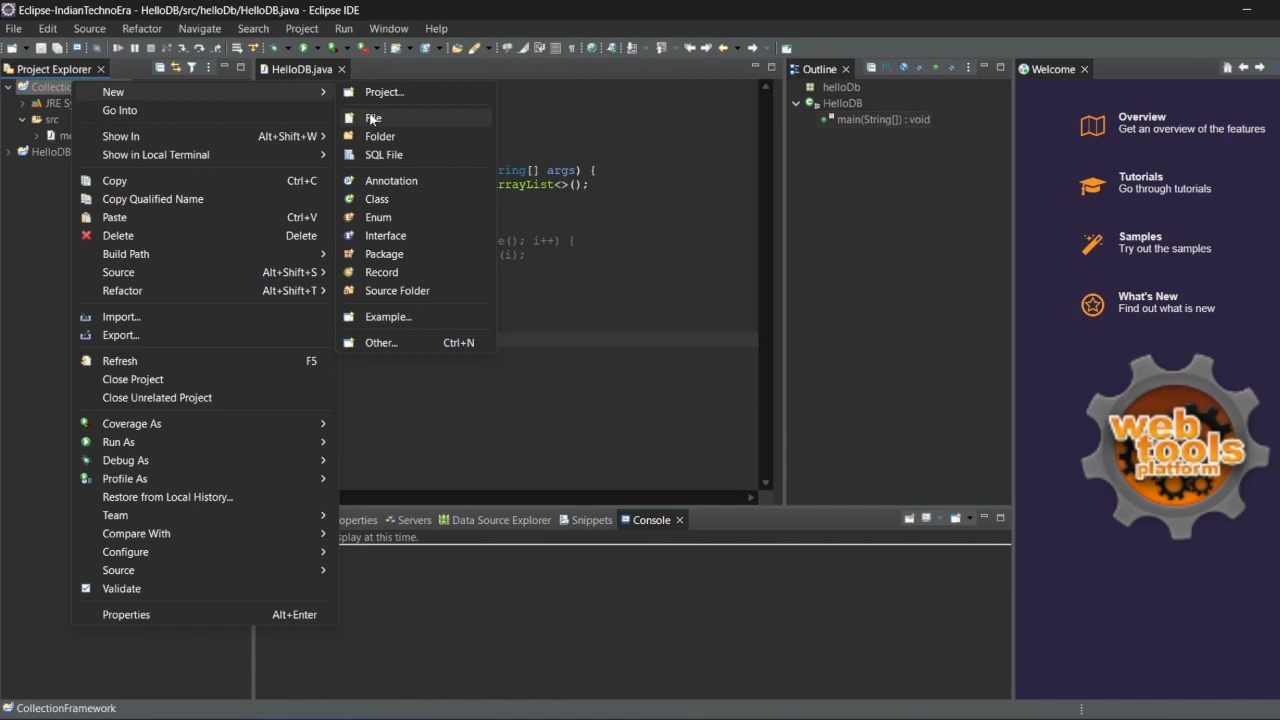 Eclipse-IndianTechnoEra - HelloDB/src/helloDb/HelloDB.java - Eclipse IDE
File Edit Source Refactor Navigate Search Project Run Window Help
Project Explorer
HelloDB.java
Outline
Welcome
JRE Sy
src
HelloDB
New
Go Into
Show In Alt+Shift+W
Show in Local Terminal
Copy Ctrl+C
Copy Qualified Name
Paste Ctrl+V
Delete Delete
Build Path
Source Alt+Shift+S
Refactor Alt+Shift+T
Import...
Export...
Refresh F5
Close Project
Close Unrelated Project
Coverage As
Run As
Debug As
Profile As
Restore from Local History...
Team
Compare With
Configure
Source
Validate
Properties Alt+Enter
Project...
File
Folder
SQL File
Annotation
Class
Enum
Interface
Package
Record
Source Folder
Example...
Other... Ctrl+N
ring[] args) {
rrayList<>();
e(); i++) {
(i);
helloDb
HelloDB
main(String[]) : void
Overview
Get an overview of the features
Tutorials
Go through tutorials
Samples
Try out the samples
What's New
Find out what is new
web
tools
platform
operties Servers Data Source Explorer Snippets Console
splay at this time.
CollectionFramework